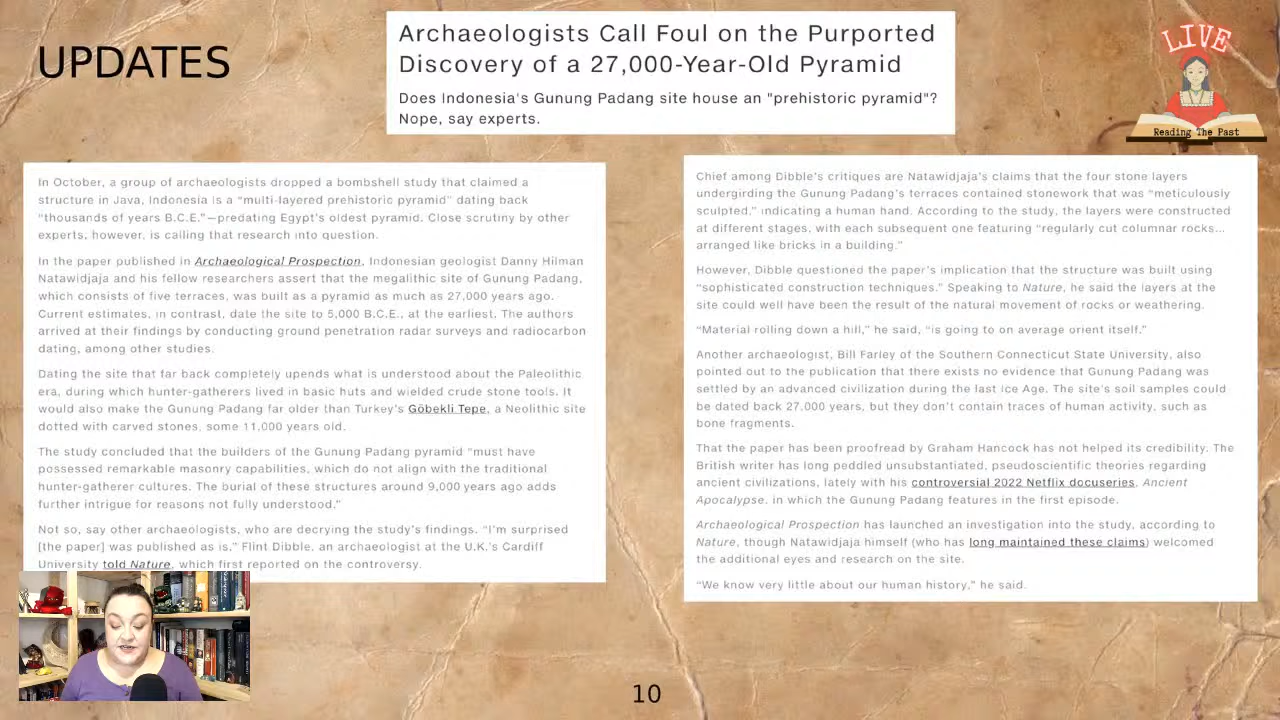 UPDATES
Archaeologists Call Foul on the Purported
Discovery of a 27,000-Year-Old Pyramid
Does Indonesia's Gunung Padang site house an "prehistoric pyramid"?
Nope, say experts.
LIVE
Reading The Past
In October, a group of archaeologists dropped a bombshell study that claimed a
structure in Java, Indonesia is a “multi-layered prehistoric pyramid” dating back
“thousands of years B.C.E.”—predating Egypt’s oldest pyramid. Close scrutiny by other
experts, however, is calling that research into question.
In the paper published in Archaeological Prospection, Indonesian geologist Danny Hilman
Natawidjaja and his fellow researchers assert that the megalithic site of Gunung Padang,
which consists of five terraces, was built as a pyramid as much as 27,000 years ago.
Current estimates, in contrast, date the site to 5,000 B.C.E., at the earliest. The authors
arrived at their findings by conducting ground penetration radar surveys and radiocarbon
dating, among other studies.
Dating the site that far back completely upends what is understood about the Paleolithic
era, during which hunter-gatherers lived in basic huts and wielded crude stone tools. It
would also make the Gunung Padang far older than Turkey’s Göbekli Tepe, a Neolithic site
dotted with carved stones, some 11,000 years old.
The study concluded that the builders of the Gunung Padang pyramid “must have
possessed remarkable masonry capabilities, which do not align with the traditional
hunter-gatherer cultures. The burial of these structures around 9,000 years ago adds
further intrigue for reasons not fully understood.”
Not so, say other archaeologists, who are decrying the study’s findings. “I’m surprised
[the paper] was published as is,” Flint Dibble, an archaeologist at the U.K.’s Cardiff
University told Nature, which first reported on the controversy.
Chief among Dibble’s critiques are Natawidjaja’s claims that the four stone layers
undergirding the Gunung Padang’s terraces contained stonework that was “meticulously
sculpted,” indicating a human hand. According to the study, the layers were constructed
at different stages, with each subsequent one featuring “regularly cut columnar rocks…
arranged like bricks in a building.”
However, Dibble questioned the paper’s implication that the structure was built using
“sophisticated construction techniques.” Speaking to Nature, he said the layers at the
site could well have been the result of the natural movement of rocks or weathering.
“Material rolling down a hill,” he said, “is going to on average orient itself.”
Another archaeologist, Bill Farley of the Southern Connecticut State University, also
pointed out to the publication that there exists no evidence that Gunung Padang was
settled by an advanced civilization during the last Ice Age. The site’s soil samples could
be dated back 27,000 years, but they don’t contain traces of human activity, such as
bone fragments.
That the paper has been proofread by Graham Hancock has not helped its credibility. The
British writer has long peddled unsubstantiated, pseudoscientific theories regarding
ancient civilizations, lately with his controversial 2022 Netflix docuseries, Ancient
Apocalypse, in which the Gunung Padang features in the first episode.
Archaeological Prospection has launched an investigation into the study, according to
Nature, though Natawidjaja himself (who has long maintained these claims) welcomed
the additional eyes and research on the site.
“We know very little about our human history,” he said.
10